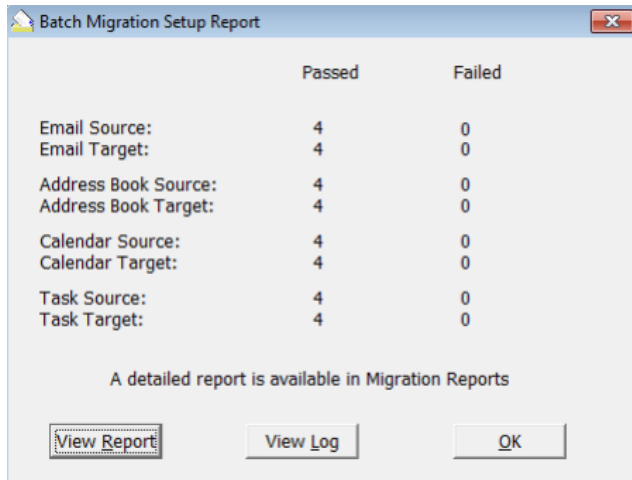 Batch Migration Setup Report
Passed Failed
Email Source: 4 0
Email Target: 4 0
Address Book Source: 4 0
Address Book Target: 4 0
Calendar Source: 4 0
Calendar Target: 4 0
Task Source: 4 0
Task Target: 4 0
A detailed report is available in Migration Reports
View Report View Log OK